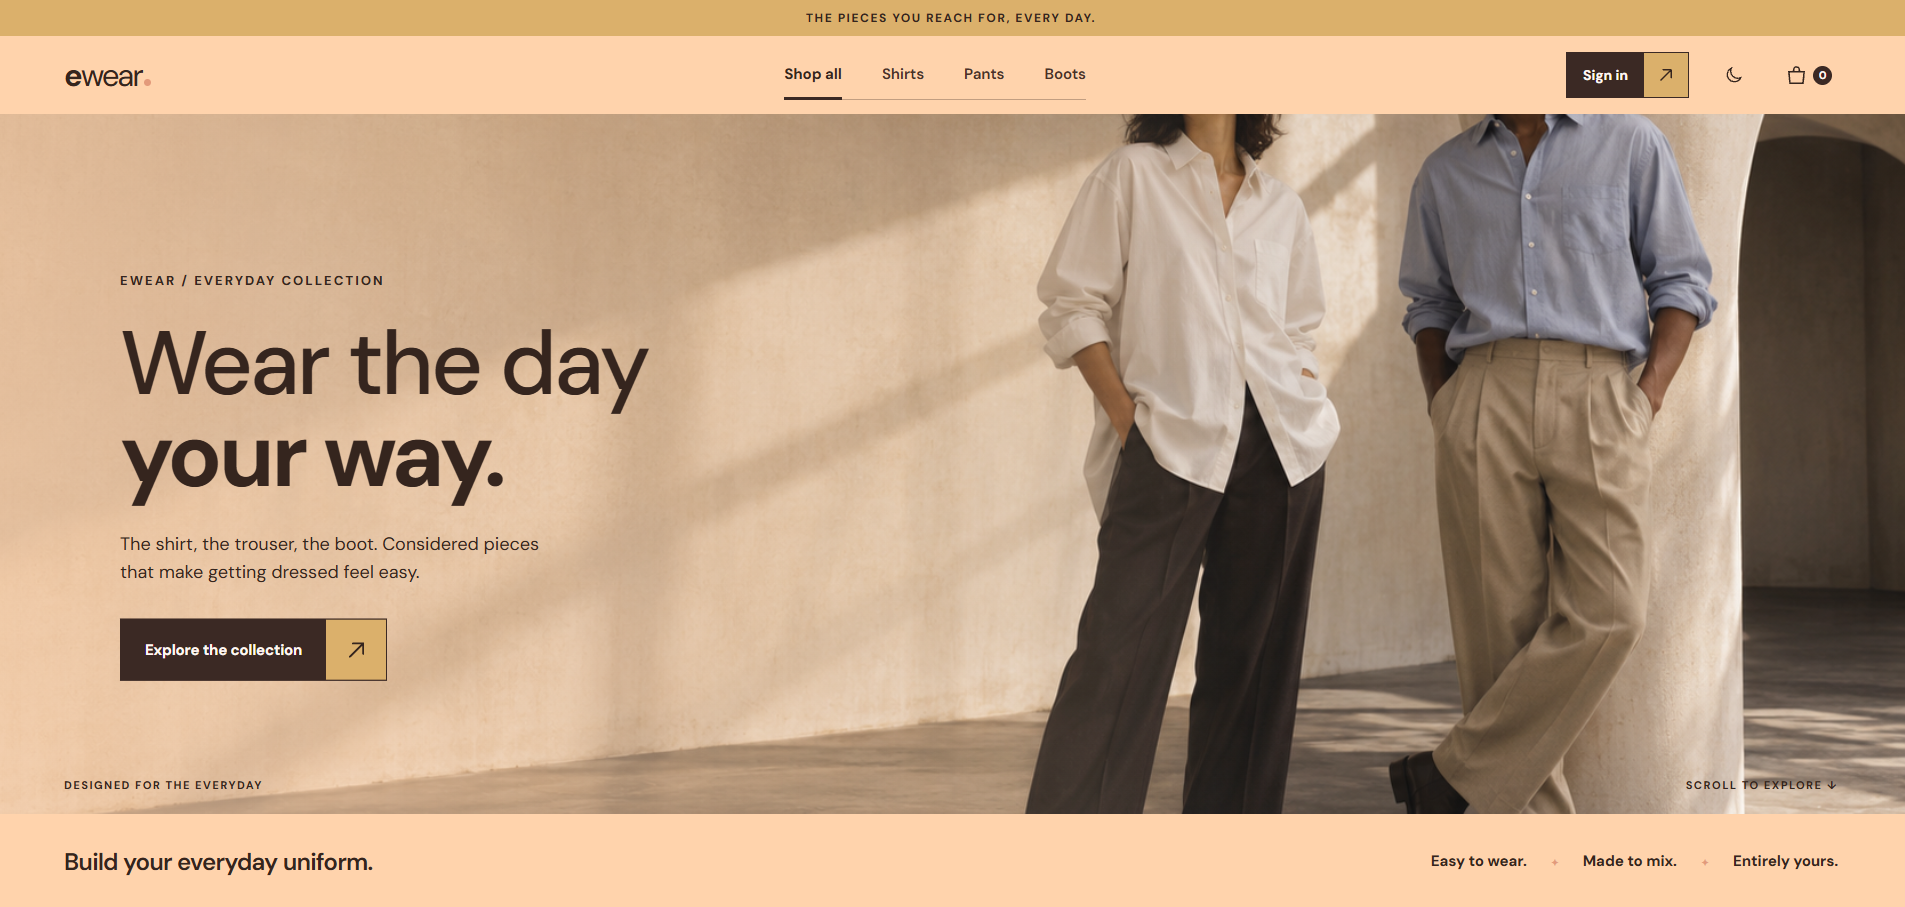 THE PIECES YOU REACH FOR, EVERY DAY.
ewear.
Shop all
Shirts
Pants
Boots
Sign in
0
EWEAR / EVERYDAY COLLECTION
Wear the day
your way.
The shirt, the trouser, the boot. Considered pieces
that make getting dressed feel easy.
Explore the collection
DESIGNED FOR THE EVERYDAY
SCROLL TO EXPLORE ↓
Build your everyday uniform.
Easy to wear.
Made to mix.
Entirely yours.